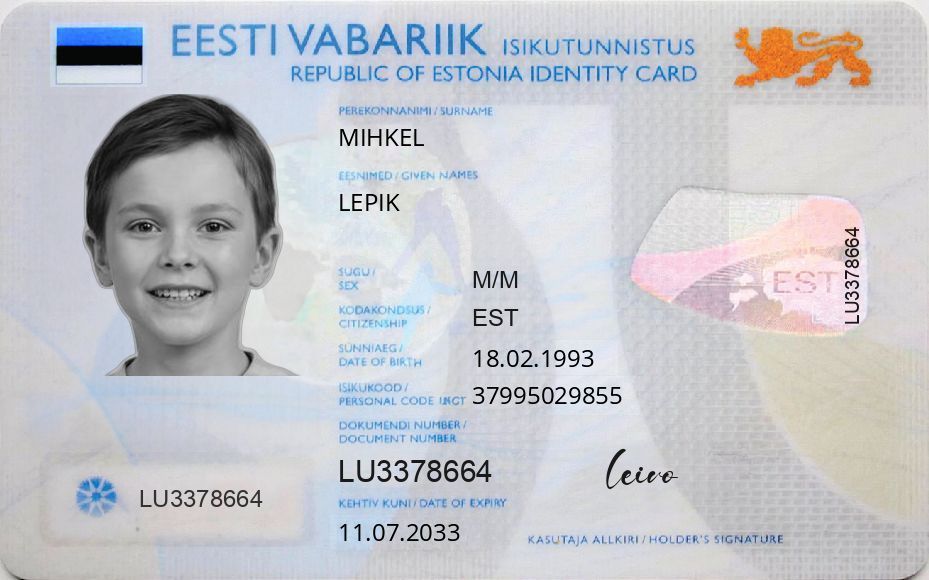 EESTI VABARIIK ISIKUTUNNISTUS
REPUBLIC OF ESTONIA IDENTITY CARD
PEREKONNANIMI / SURNAME
MIHKEL
EESNIMED / GIVEN NAMES
LEPIK
SUGU /
SEX
M/M
KODAKONDSUS /
CITIZENSHIP
EST
SÜNNIAEG /
DATE OF BIRTH
18.02.1993
ISIKUKOOD /
PERSONAL CODE
37995029855
DOKUMENDI NUMBER /
DOCUMENT NUMBER
LU3378664
KEHTIV KUNI / DATE OF EXPIRY
11.07.2033
LU3378664
EST
LU3378664
Leivo
KASUTAJA ALLKIRI / HOLDER'S SIGNATURE